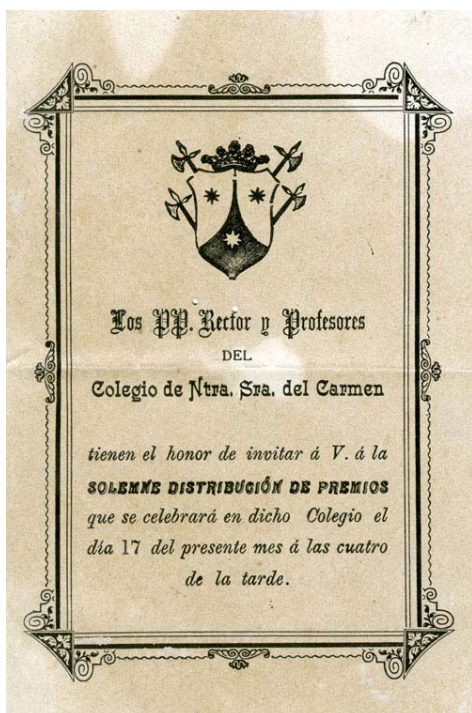 Los PP. Rector y Profesores
DEL
Colegio de Ntra. Sra. del Carmen
tienen el honor de invitar á V. á la
SOLEMNE DISTRIBUCIÓN DE PREMIOS
que se celebrará en dicho Colegio el
día 17 del presente mes á las cuatro
de la tarde.